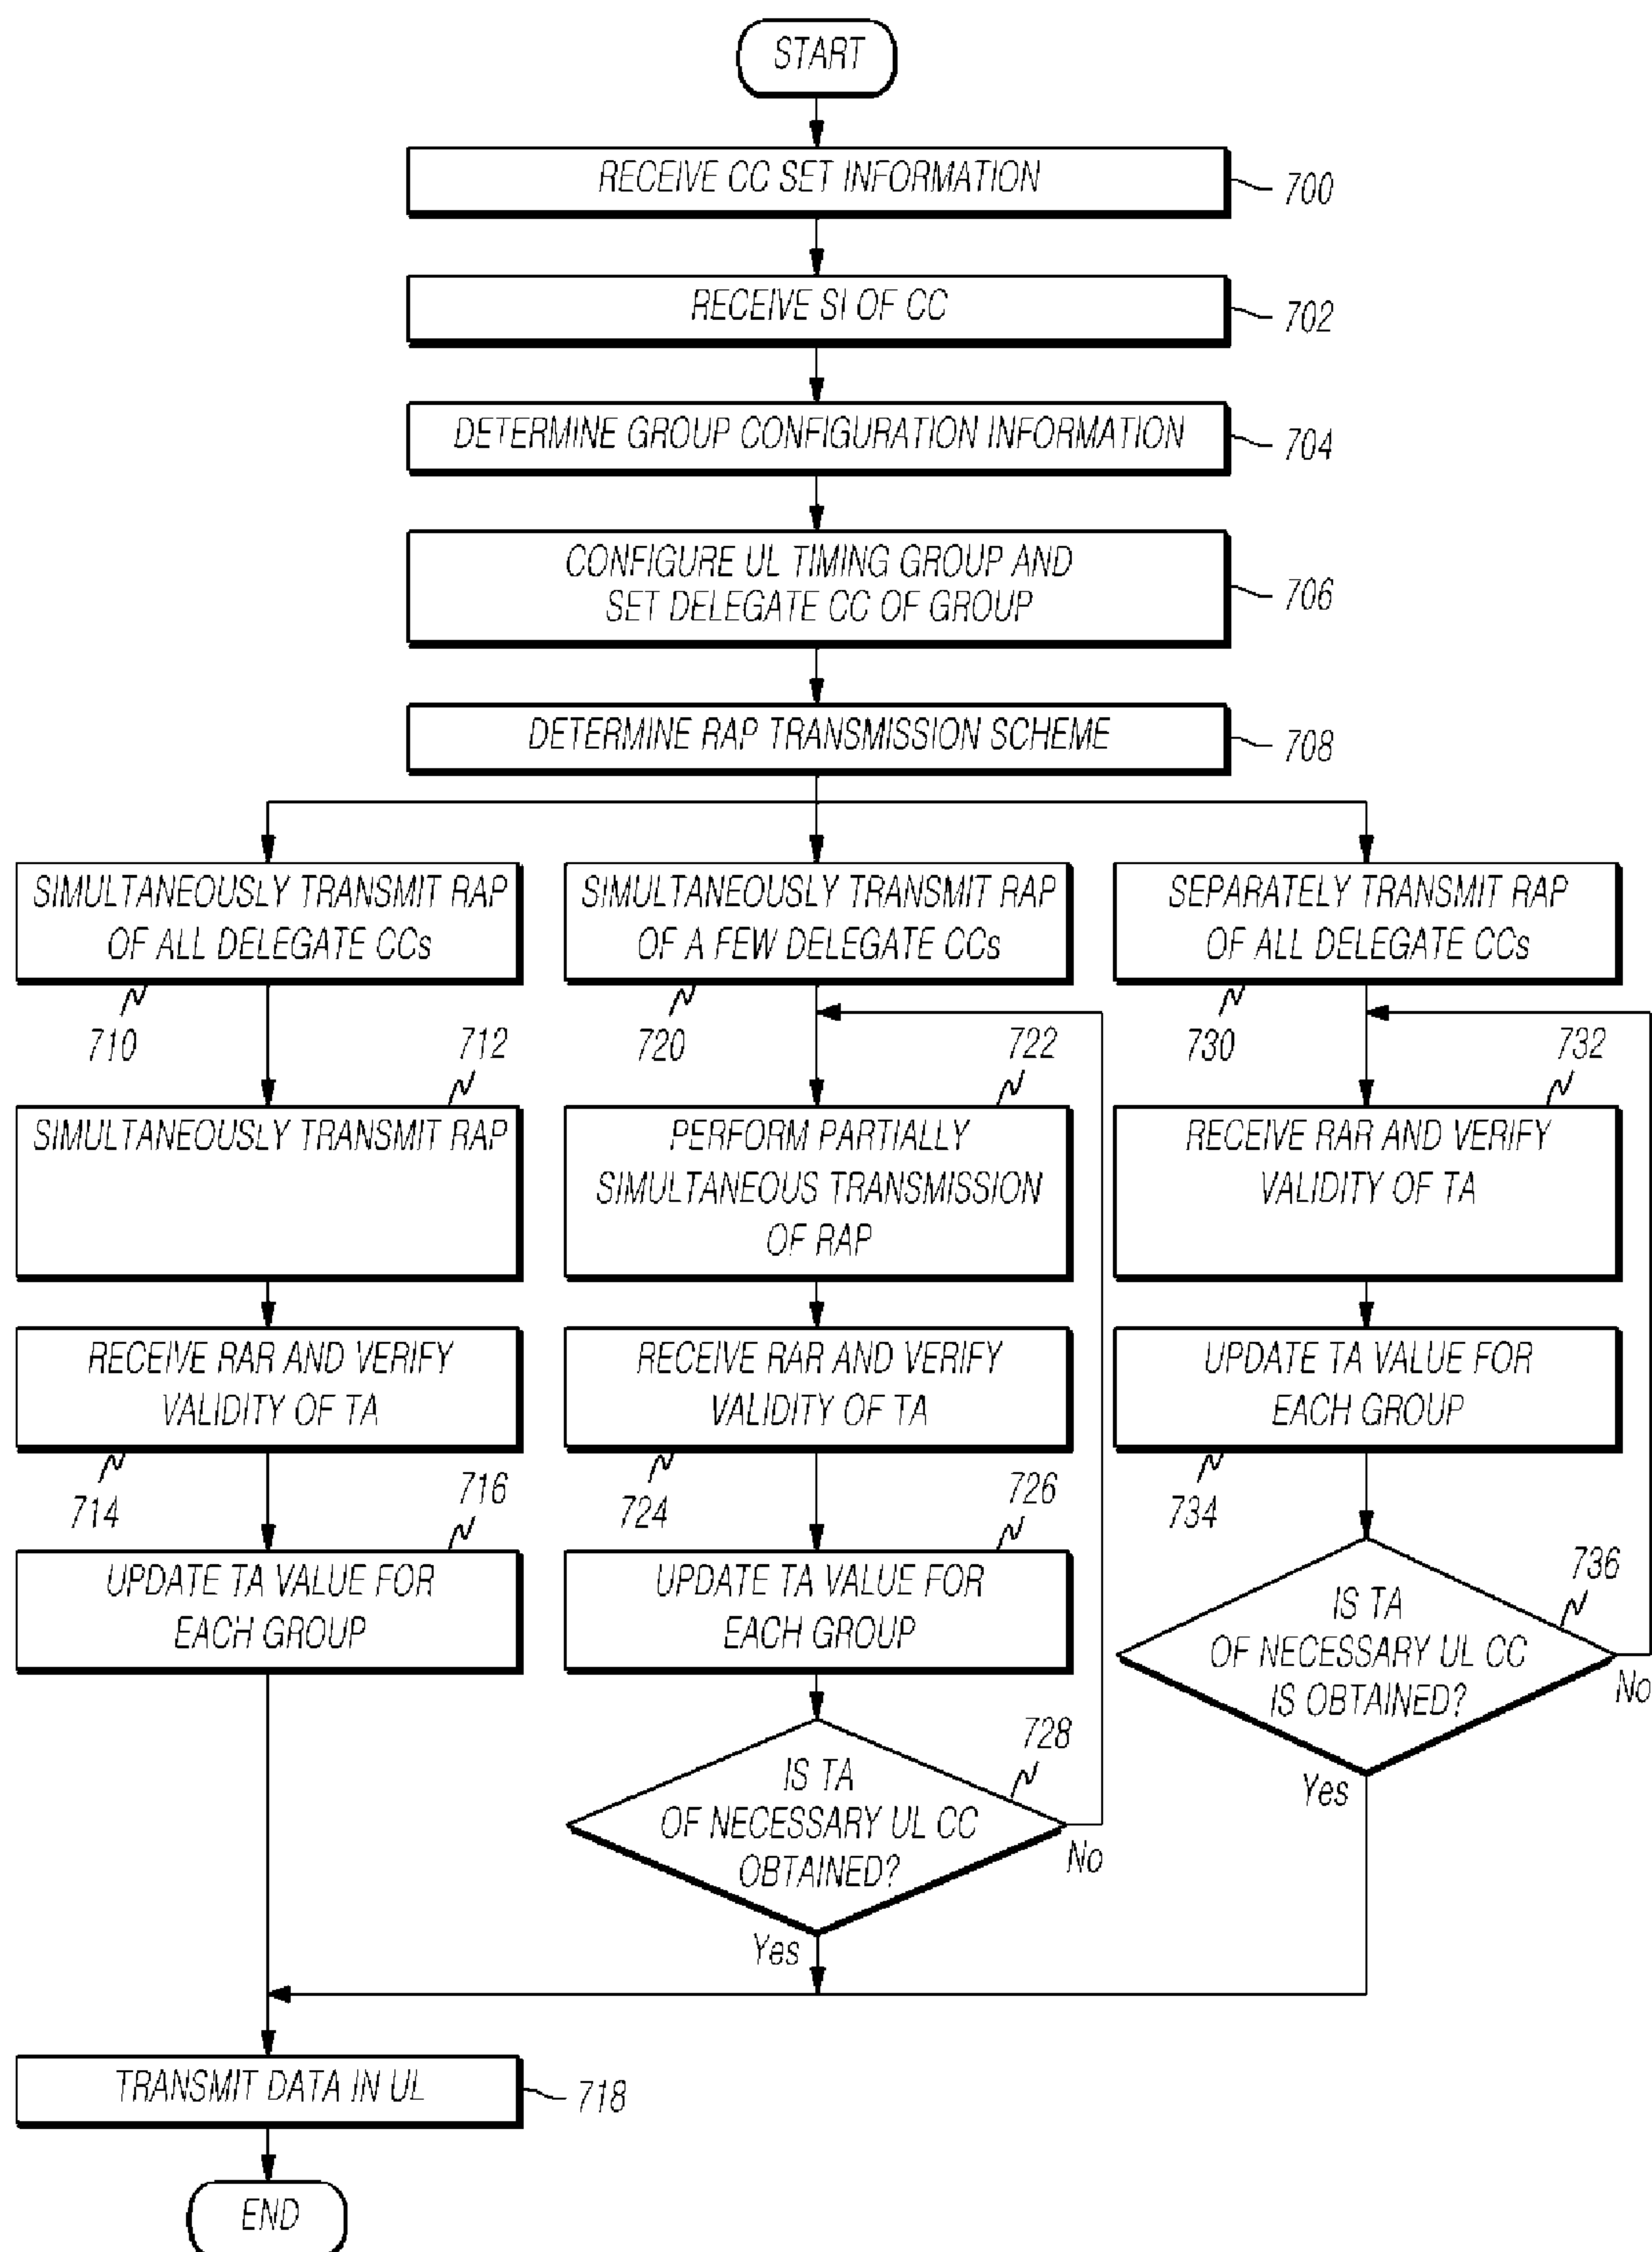 START
RECEIVE CC SET INFORMATION
700
RECEIVE SI OF CC
702
DETERMINE GROUP CONFIGURATION INFORMATION
704
CONFIGURE UL TIMING GROUP AND
SET DELEGATE CC OF GROUP
706
DETERMINE RAP TRANSMISSION SCHEME
708
SIMULTANEOUSLY TRANSMIT RAP
OF ALL DELEGATE CCs
710
SIMULTANEOUSLY TRANSMIT RAP
OF A FEW DELEGATE CCs
720
SEPARATELY TRANSMIT RAP
OF ALL DELEGATE CCs
730
712
SIMULTANEOUSLY TRANSMIT RAP
722
PERFORM PARTIALLY
SIMULTANEOUS TRANSMISSION
OF RAP
732
RECEIVE RAR AND VERIFY
VALIDITY OF TA
RECEIVE RAR AND VERIFY
VALIDITY OF TA
714
RECEIVE RAR AND VERIFY
VALIDITY OF TA
724
UPDATE TA VALUE FOR
EACH GROUP
734
716
UPDATE TA VALUE FOR
EACH GROUP
726
UPDATE TA VALUE FOR
EACH GROUP
736
IS TA
OF NECESSARY UL CC
IS OBTAINED?
No
Yes
728
IS TA
OF NECESSARY UL CC
OBTAINED?
No
Yes
TRANSMIT DATA IN UL
718
END